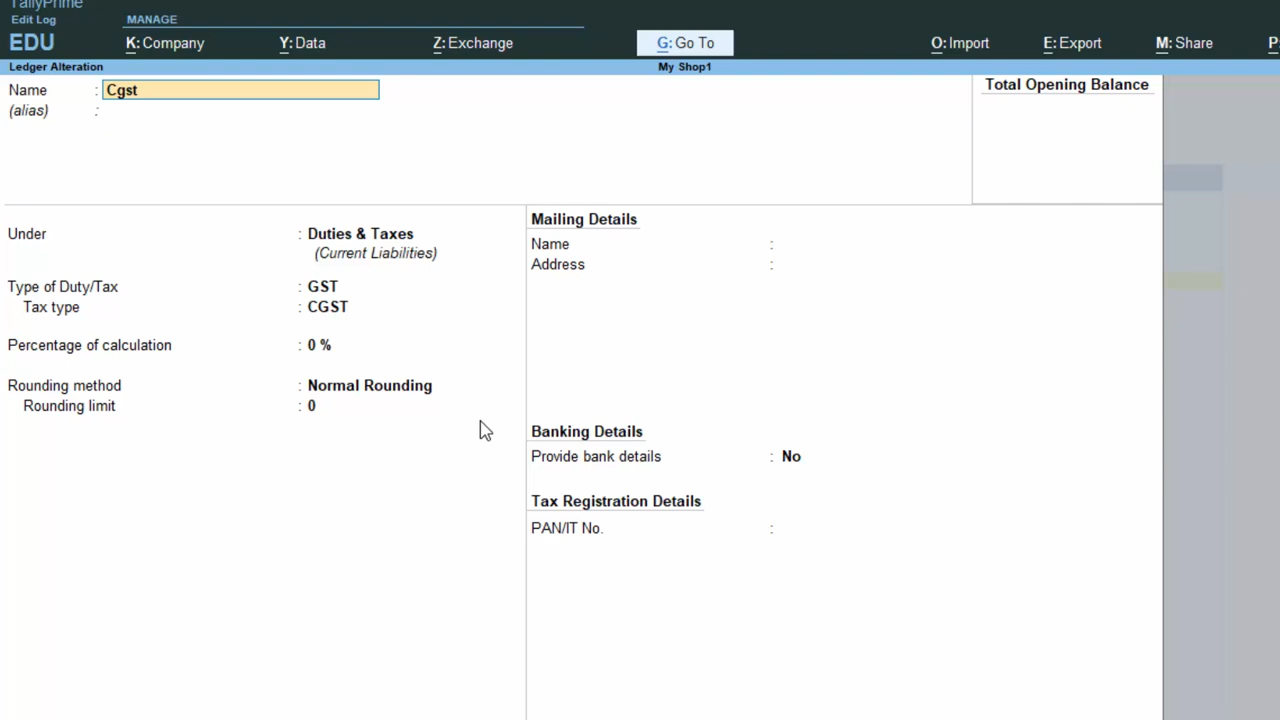 TallyPrime
Edit Log
EDU
MANAGE
K: Company Y: Data Z: Exchange G: Go To O: Import E: Export M: Share P:
Ledger Alteration My Shop1
Name : Cgst
(alias) :
Total Opening Balance
Under : Duties & Taxes
(Current Liabilities)
Type of Duty/Tax : GST
Tax type : CGST
Percentage of calculation : 0 %
Rounding method : Normal Rounding
Rounding limit : 0
Mailing Details
Name :
Address :
Banking Details
Provide bank details : No
Tax Registration Details
PAN/IT No. :